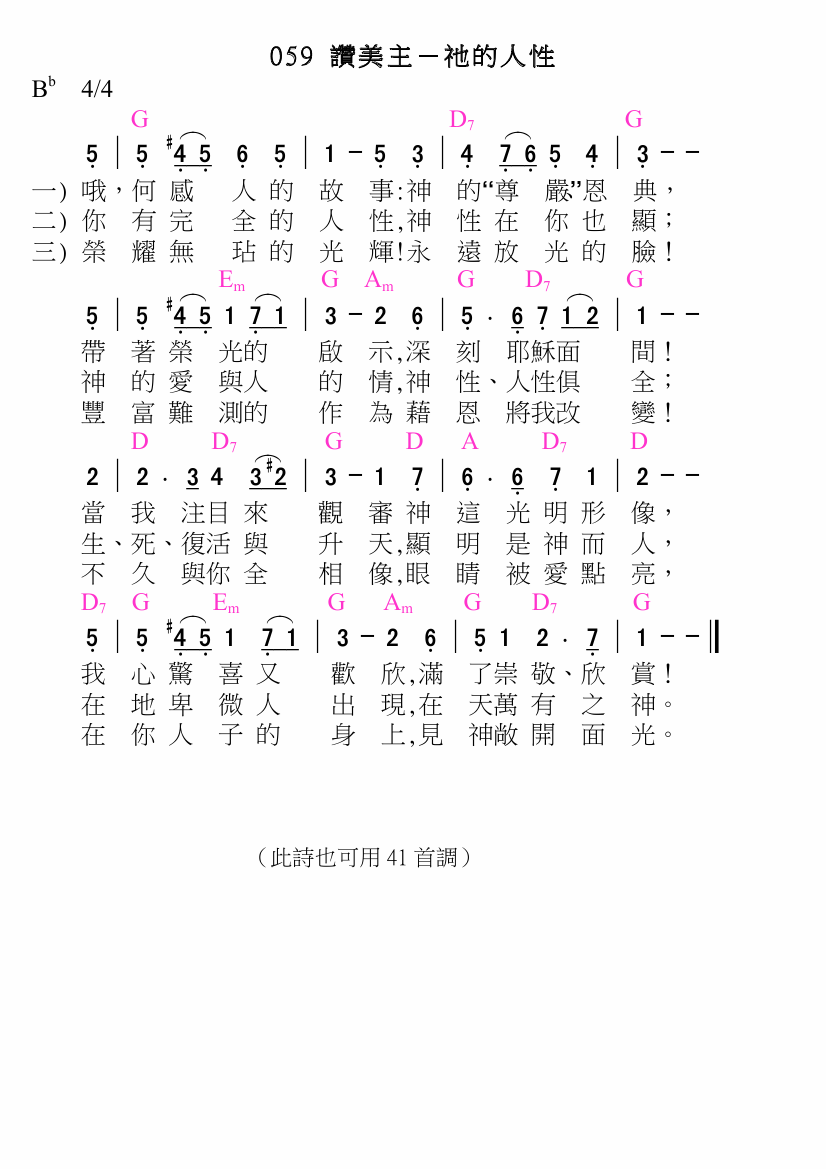 059 讚美主－祂的人性
B♭ 4/4
G D7 G
5 | 5 #4 5 6 5 | 1 － 5 3 | 4 7 6 5 4 | 3 － －
一) 哦，何 感 人 的 故 事:神 的“尊 嚴”恩 典，
二) 你 有 完 全 的 人 性,神 性 在 你 也 顯；
三) 榮 耀 無 玷 的 光 輝!永 遠 放 光 的 臉！
Em G Am G D7 G
5 | 5 #4 5 1 7 1 | 3 － 2 6 | 5 . 6 7 1 2 | 1 － －
帶 著 榮 光的 啟 示,深 刻 耶穌面 間！
神 的 愛 與人 的 情,神 性、人性俱 全；
豐 富 難 測的 作 為 藉 恩 將我改 變！
D D7 G D A D7 D
2 | 2 . 3 4 3 #2 | 3 － 1 7 | 6 . 6 7 1 | 2 － －
當 我 注目 來 觀 審 神 這 光 明 形 像，
生、死、復活 與 升 天,顯 明 是 神 而 人，
不 久 與你 全 相 像,眼 睛 被 愛 點 亮，
D7 G Em G Am G D7 G
5 | 5 #4 5 1 7 1 | 3 － 2 6 | 5 1 2 . 7 | 1 － － ‖
我 心 驚 喜 又 歡 欣,滿 了崇 敬、欣 賞！
在 地 卑 微 人 出 現,在 天萬 有 之 神。
在 你 人 子 的 身 上,見 神敞 開 面 光。
（此詩也可用 41 首調）